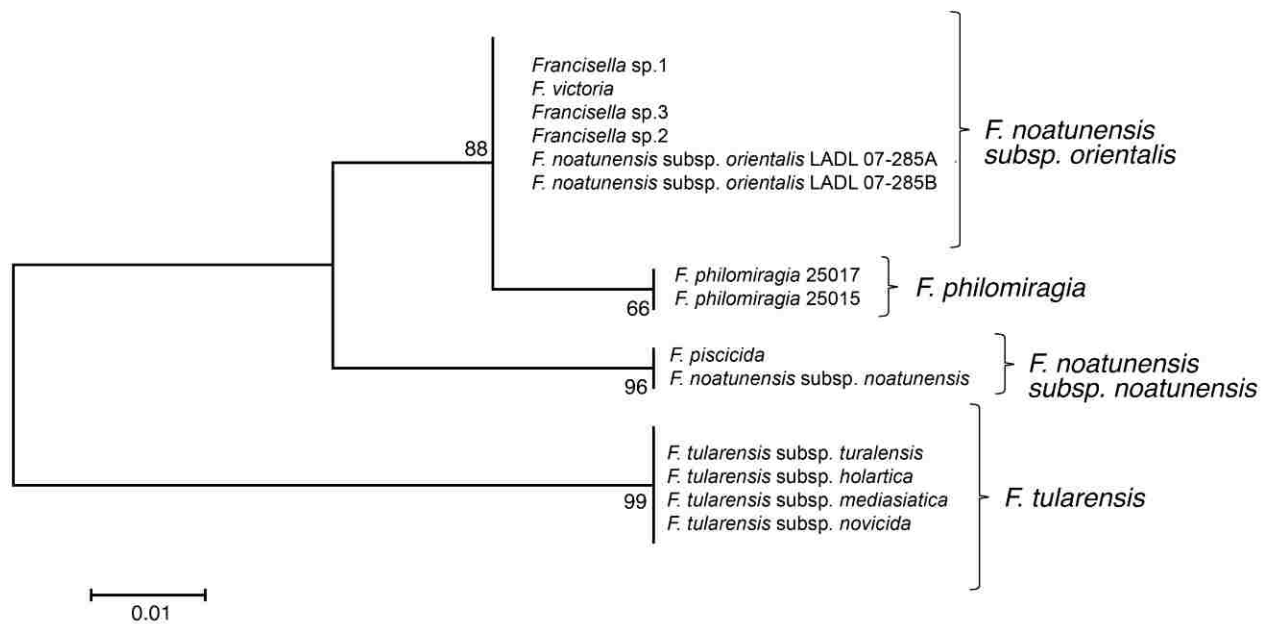 Francisella sp.1
F. victoria
Francisella sp.3
Francisella sp.2
F. noatunensis subsp. orientalis LADL 07-285A
F. noatunensis subsp. orientalis LADL 07-285B
F. noatunensis
subsp. orientalis
88
F. philomiragia 25017
F. philomiragia 25015
F. philomiragia
66
F. piscicida
F. noatunensis subsp. noatunensis
F. noatunensis
subsp. noatunensis
96
F. tularensis subsp. turalensis
F. tularensis subsp. holartica
F. tularensis subsp. mediasiatica
F. tularensis subsp. novicida
F. tularensis
99
0.01